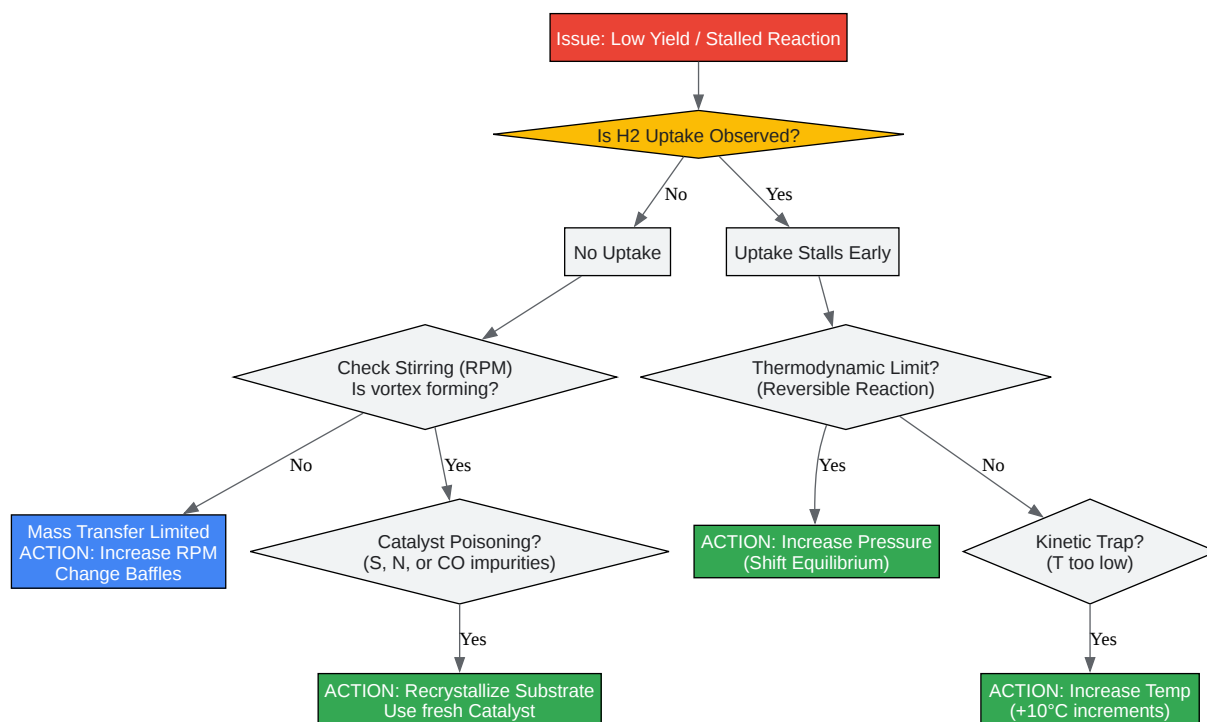 Issue: Low Yield / Stalled Reaction
Is H2 Uptake Observed?
No
Yes
No Uptake
Uptake Stalls Early
Check Stirring (RPM)
Is vortex forming?
Thermodynamic Limit?
(Reversible Reaction)
No
Yes
Yes
No
Mass Transfer Limited
ACTION: Increase RPM
Change Baffles
Catalyst Poisoning?
(S, N, or CO impurities)
ACTION: Increase Pressure
(Shift Equilibrium)
Kinetic Trap?
(T too low)
Yes
Yes
ACTION: Recrystallize Substrate
Use fresh Catalyst
ACTION: Increase Temp
(+10°C increments)